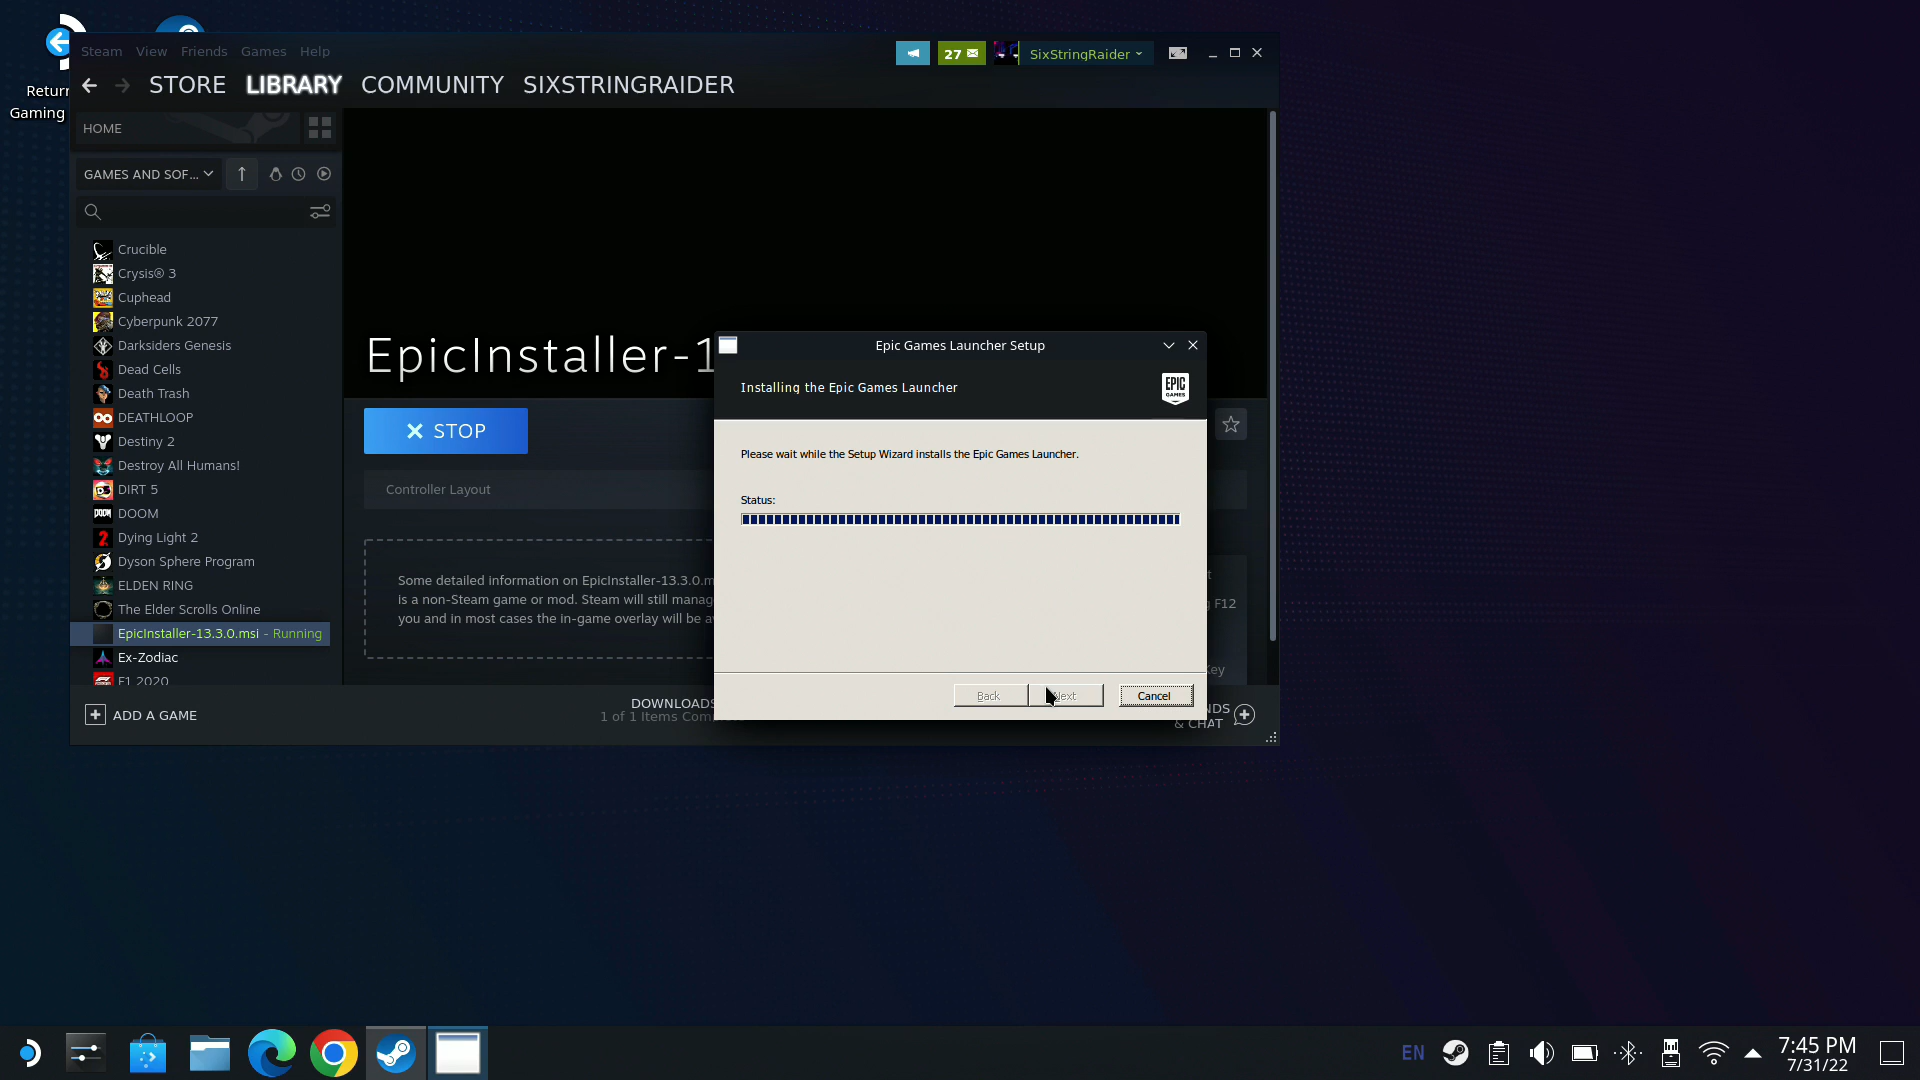 Steam View Friends Games Help
27
SixStringRaider
Return
Gaming
STORE LIBRARY COMMUNITY SIXSTRINGRAIDER
HOME
GAMES AND SOF...
Crucible
Crysis® 3
Cuphead
Cyberpunk 2077
Darksiders Genesis
Dead Cells
Death Trash
DEATHLOOP
Destiny 2
Destroy All Humans!
DIRT 5
DOOM
Dying Light 2
Dyson Sphere Program
ELDEN RING
The Elder Scrolls Online
EpicInstaller-13.3.0.msi - Running
Ex-Zodiac
F1 2020
ADD A GAME
EpicInstaller-1
STOP
Controller Layout
Some detailed information on EpicInstaller-13.3.0.m
is a non-Steam game or mod. Steam will still manag
you and in most cases the in-game overlay will be a
F12
Key
DOWNLOADS
1 of 1 Items Com
NDS
& CHAT
Epic Games Launcher Setup
Installing the Epic Games Launcher
EPIC
GAMES
Please wait while the Setup Wizard installs the Epic Games Launcher.
Status:
Back
Next
Cancel
EN
7:45 PM
7/31/22